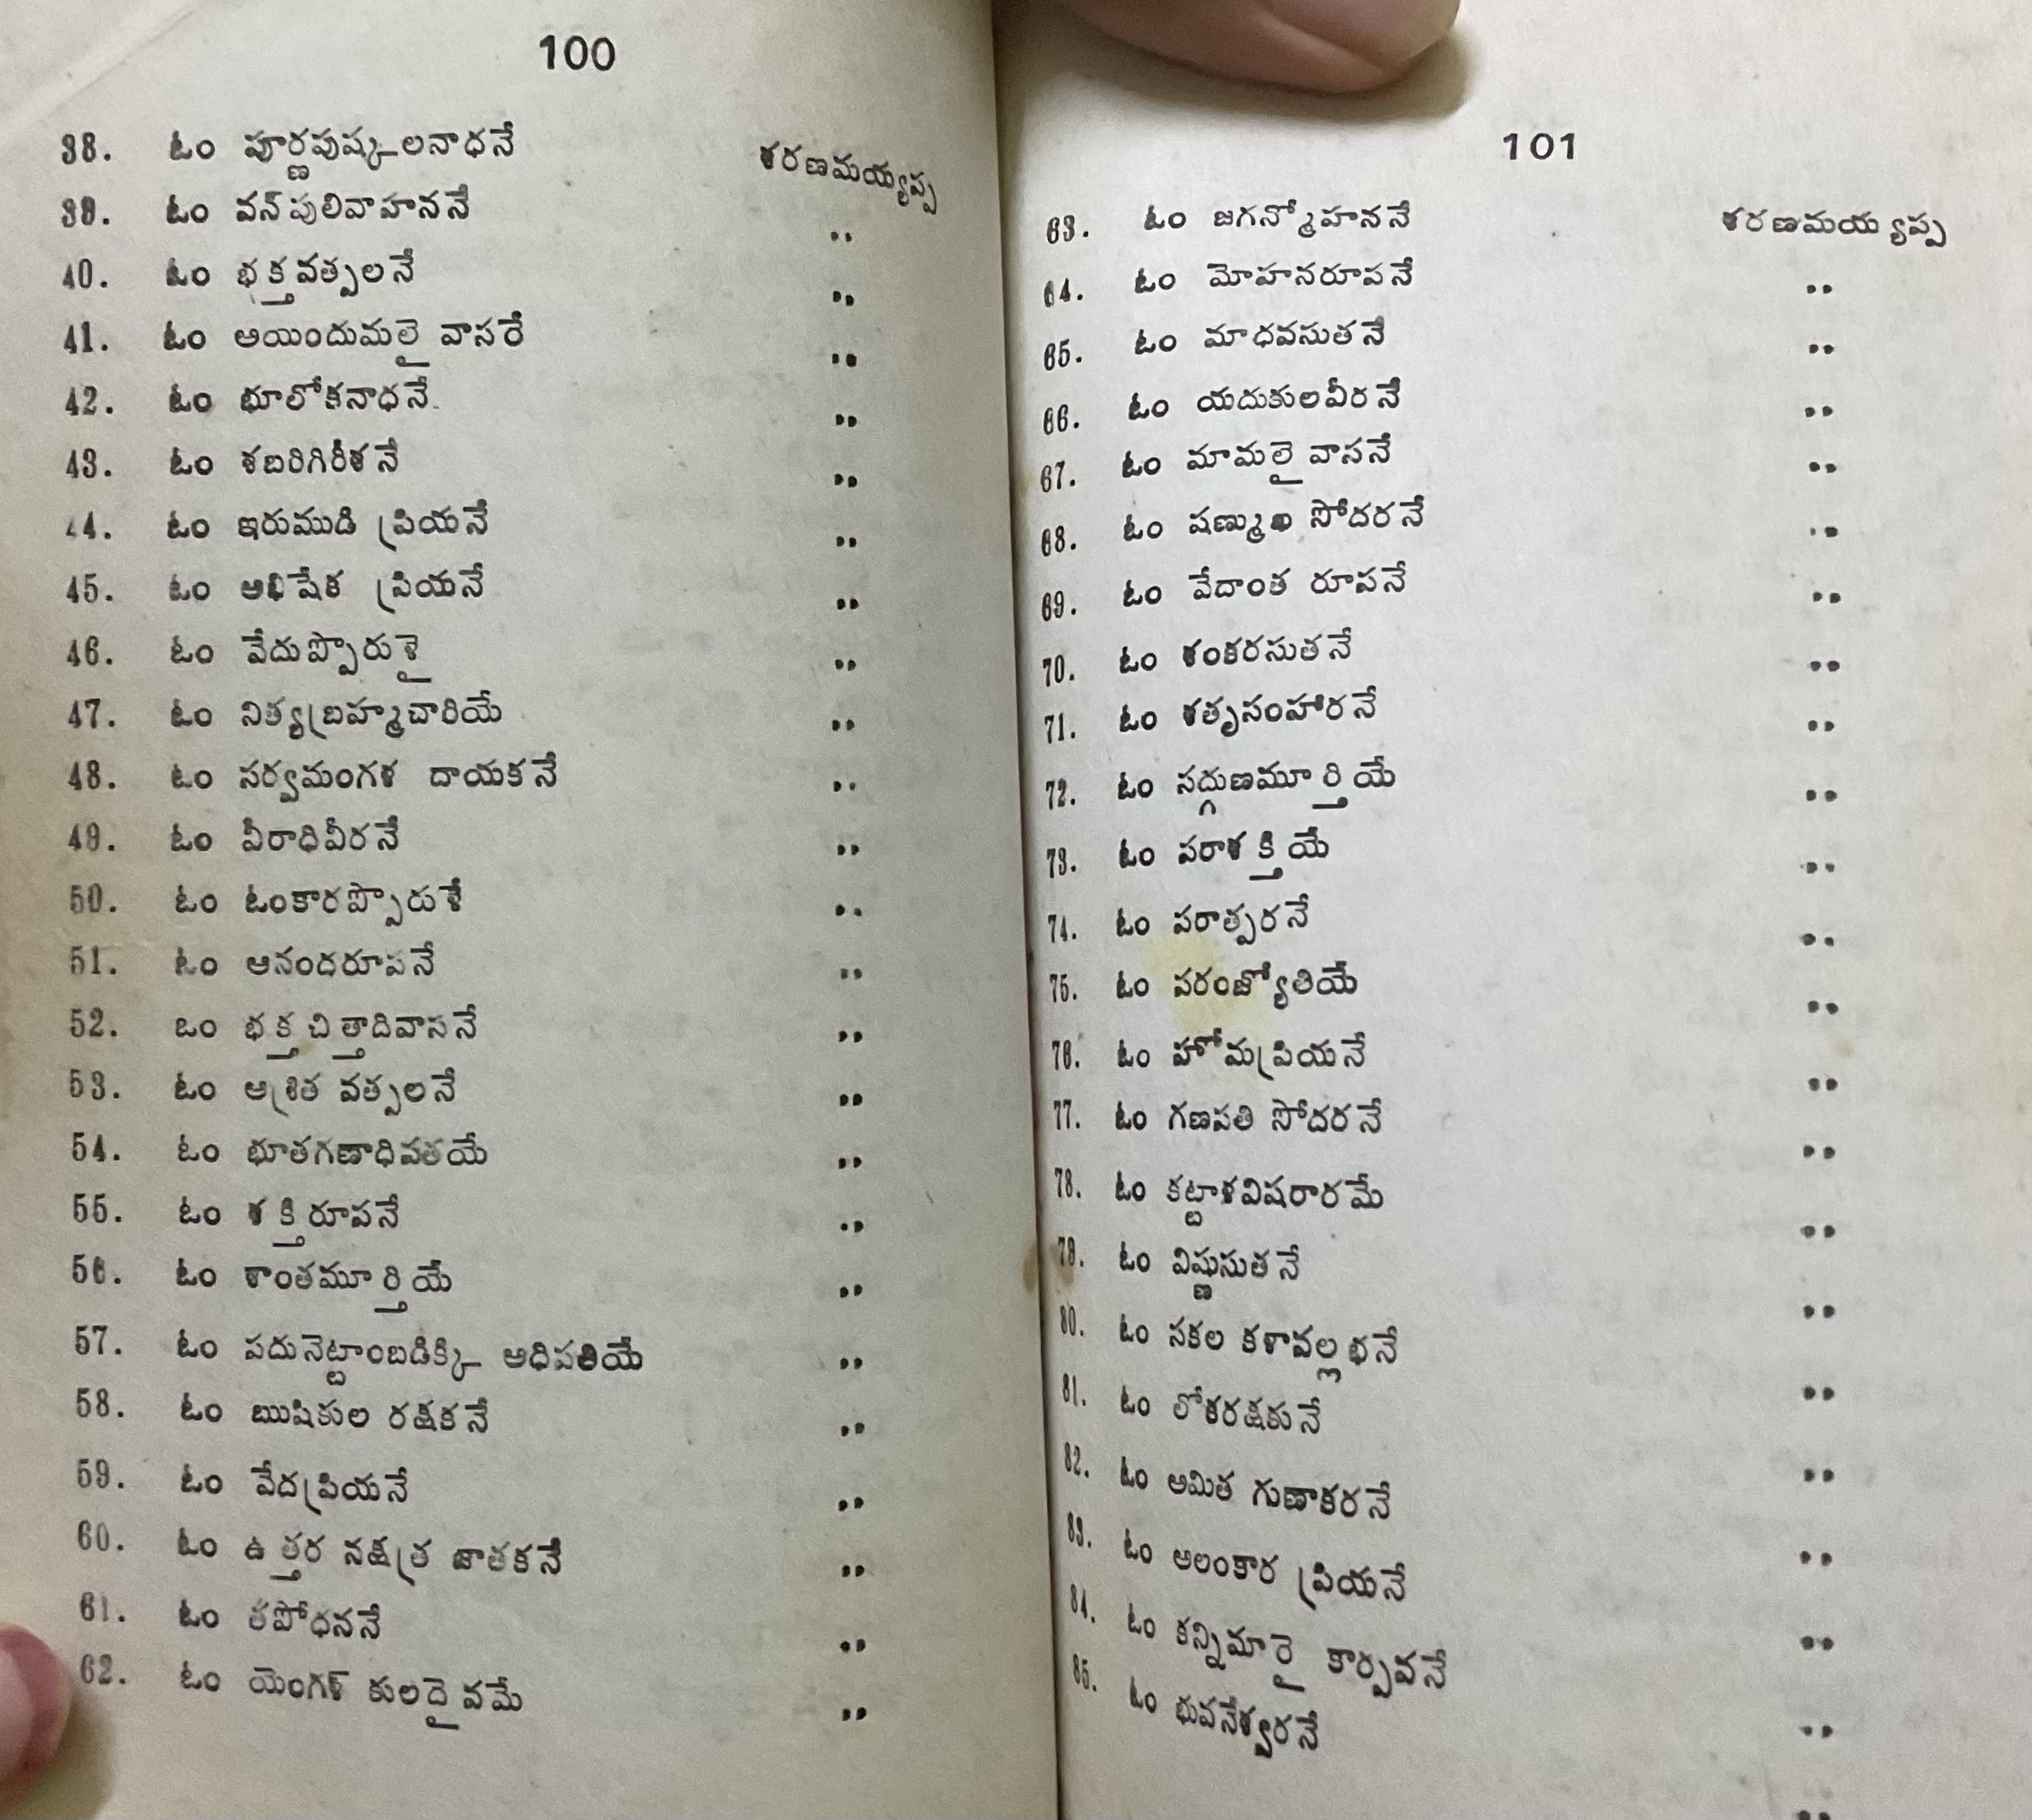 100
38. ఓం పూర్ణపుష్కలనాధనే శరణమయ్యప్ప
39. ఓం వన్‌పులివాహననే ,,
40. ఓం భక్తవత్సలనే ,,
41. ఓం ఆయిందుమలై వాసరే ,,
42. ఓం భూలోకనాధనే ,,
43. ఓం శబరిగిరీశనే ,,
44. ఓం ఇరుముడి ప్రియనే ,,
45. ఓం అభిషేక ప్రియనే ,,
46. ఓం వేదుప్పొరుళై ,,
47. ఓం నిత్యబ్రహ్మచారియే ,,
48. ఓం సర్వమంగళ దాయకనే ,,
49. ఓం వీరాధివీరనే ,,
50. ఓం ఓంకారప్పొరుళే ,,
51. ఓం ఆనందరూపనే ,,
52. ఒం భక్తచిత్తాదివాసనే ,,
53. ఓం ఆశ్రిత వత్సలనే ,,
54. ఓం భూతగణాధిపతయే ,,
55. ఓం శక్తిరూపనే ,,
56. ఓం శాంతమూర్తియే ,,
57. ఓం పదునెట్టాంబడిక్కి అధిపతియే ,,
58. ఓం ఋషికుల రక్షకనే ,,
59. ఓం వేదప్రియనే ,,
60. ఓం ఉత్తర నక్షత్ర జాతకనే ,,
61. ఓం తపోధననే ,,
62. ఓం యెంగళ్ కులదైవమే ,,
101
63. ఓం జగన్మోహననే శరణమయ్యప్ప
64. ఓం మోహనరూపనే ,,
65. ఓం మాధవసుతనే ,,
66. ఓం యదుకులవీరనే ,,
67. ఓం మామలై వాసనే ,,
68. ఓం షణ్ముఖ సోదరనే ,,
69. ఓం వేదాంత రూపనే ,,
70. ఓం శంకరసుతనే ,,
71. ఓం శతృసంహారనే ,,
72. ఓం సద్గుణమూర్తియే ,,
73. ఓం పరాశక్తియే ,,
74. ఓం పరాత్పరనే ,,
75. ఓం పరంజ్యోతియే ,,
76. ఓం హోమప్రియనే ,,
77. ఓం గణపతి సోదరనే ,,
78. ఓం కట్టాళవిషరారమే ,,
79. ఓం విష్ణుసుతనే ,,
80. ఓం సకల కళావల్లభనే ,,
81. ఓం లోకరక్షకునే ,,
82. ఓం అమిత గుణాకరనే ,,
83. ఓం అలంకార ప్రియనే ,,
84. ఓం కన్నిమారై కార్పవనే ,,
85. ఓం భువనేశ్వరనే ,,